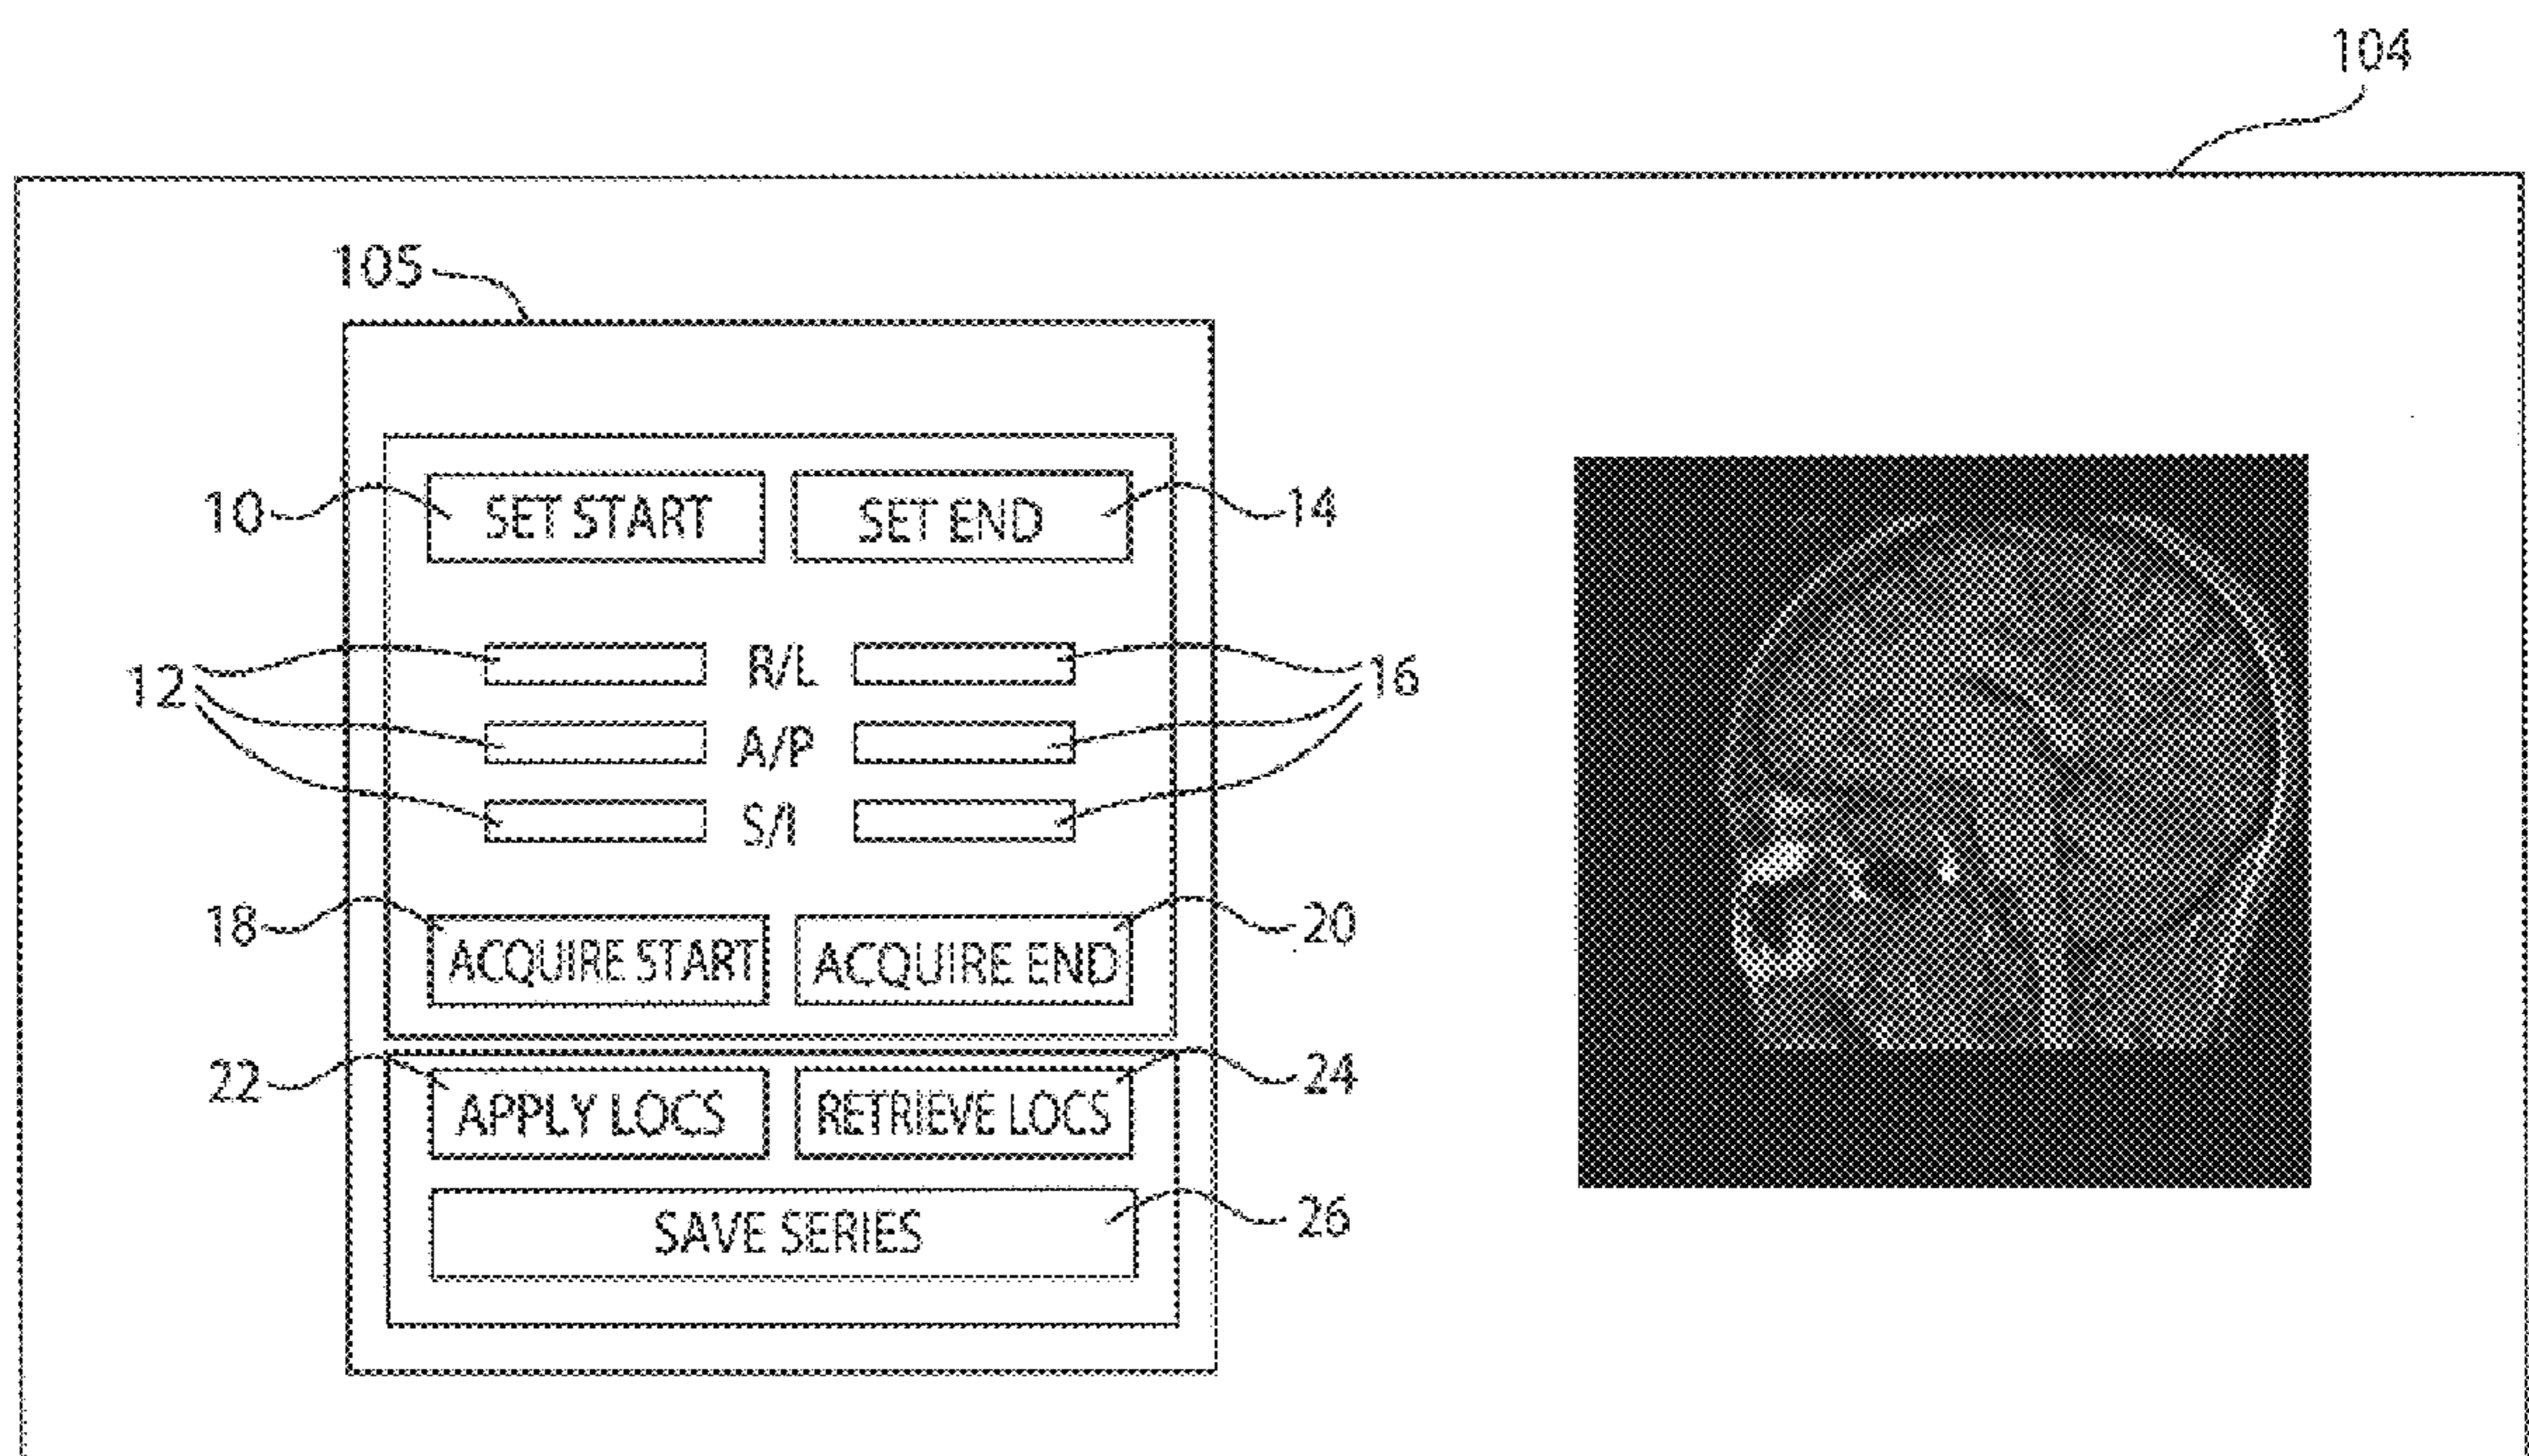 104
105
10 SET START SET END 14
12 R/L 16
A/P
S/I
18 ACQUIRE START ACQUIRE END 20
22 APPLY LOCS RETRIEVE LOCS 24
SAVE SERIES 26